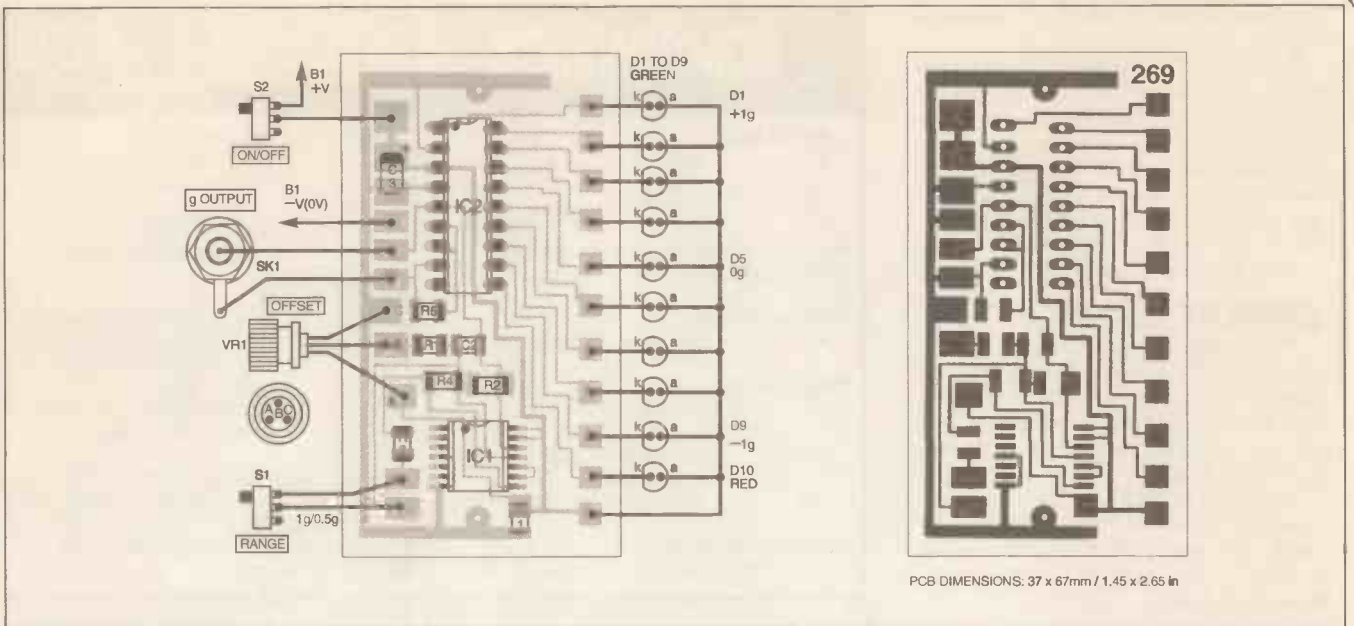 S2
B1
+V
ON/OFF
g OUTPUT
B1
–V(0V)
SK1
OFFSET
VR1
A B C
S1
1g/0.5g
RANGE
C
3
IC2
R5
R1
C2
R4
R2
IC1
1
D1 TO D9
GREEN
k a
D1
+1g
k a
k a
k a
k a
D5
0g
k a
k a
k a
k a
D9
–1g
k a
D10
RED
269
PCB DIMENSIONS: 37 x 67mm / 1.45 x 2.65 in